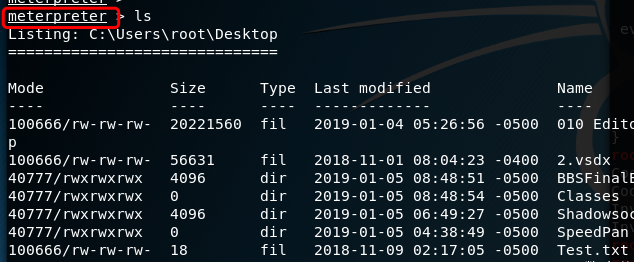 meterpreter >
meterpreter > ls
Listing: C:\Users\root\Desktop
==============================
Mode Size Type Last modified Name
---- ---- ---- ------------- ----
100666/rw-rw-rw- 20221560 fil 2019-01-04 05:26:56 -0500 010 Edito
p
100666/rw-rw-rw- 56631 fil 2018-11-01 08:04:23 -0400 2.vsdx
40777/rwxrwxrwx 4096 dir 2019-01-05 08:48:51 -0500 BBSFinalE
40777/rwxrwxrwx 0 dir 2019-01-05 08:48:54 -0500 Classes
40777/rwxrwxrwx 4096 dir 2019-01-05 06:49:27 -0500 Shadowsoc
40777/rwxrwxrwx 0 dir 2019-01-05 04:38:49 -0500 SpeedPan
100666/rw-rw-rw- 18 fil 2018-11-09 02:17:05 -0500 Test.txt